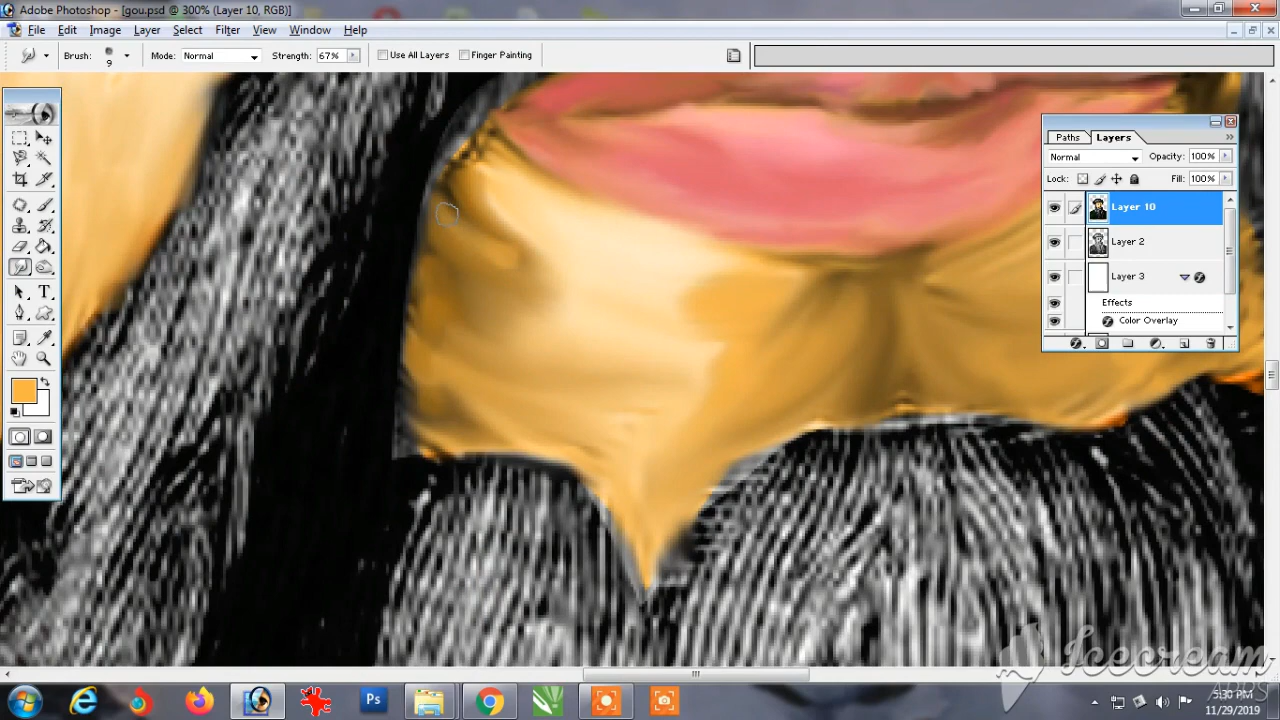 Adobe Photoshop - [gou.psd @ 300% (Layer 10, RGB)]
File Edit Image Layer Select Filter View Window Help
Brush: 9 Mode: Normal Strength: 67% Use All Layers Finger Painting
Paths Layers
Normal Opacity: 100%
Lock: Fill: 100%
Layer 10
Layer 2
Layer 3
Effects
Color Overlay
Icecream
APPS
Ps
5:30 PM
11/29/2019